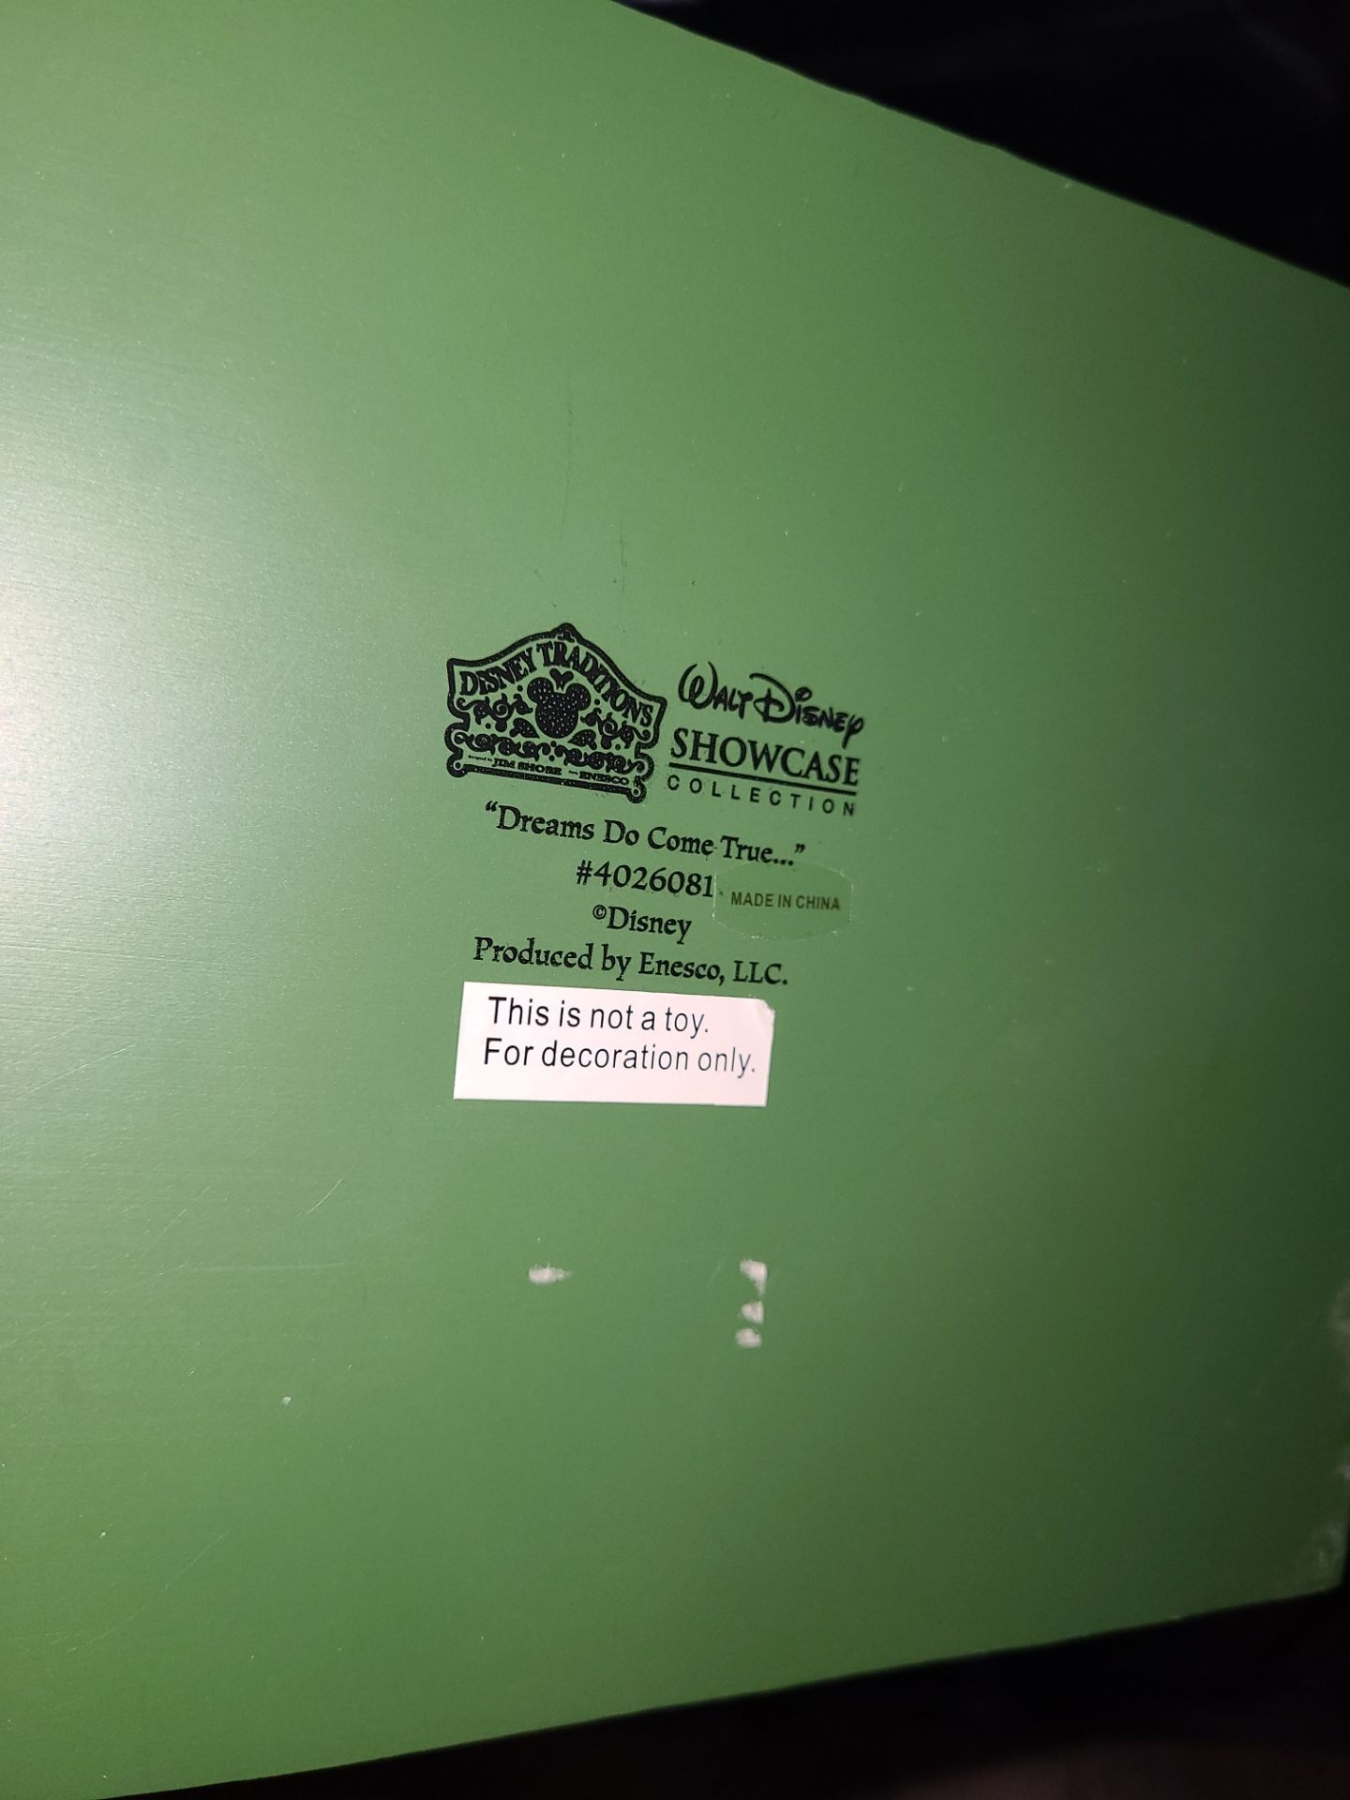 DISNEY TRADITIONS
JIM SHORE ENESCO
WALT DISNEY
SHOWCASE
COLLECTION
“Dreams Do Come True...”
#4026081
MADE IN CHINA
©Disney
Produced by Enesco, LLC.
This is not a toy.
For decoration only.